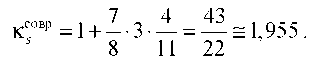 κ_s^{совр} = 1 + 7/8 · 3 · 4/11 = 43/22 ≅ 1,955 .